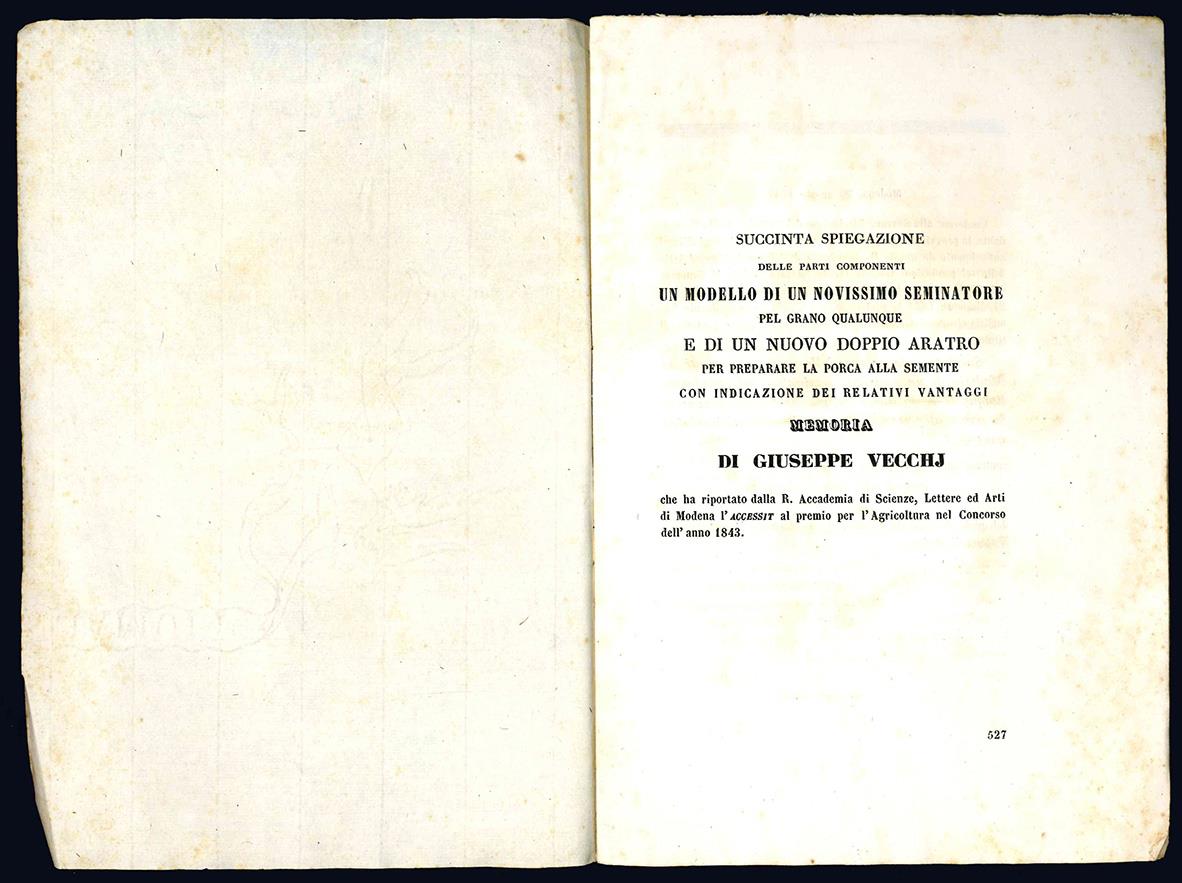 SUCCINTA SPIEGAZIONE
DELLE PARTI COMPONENTI
UN MODELLO DI UN NOVISSIMO SEMINATORE
PEL GRANO QUALUNQUE
E DI UN NUOVO DOPPIO ARATRO
PER PREPARARE LA PORCA ALLA SEMENTE
CON INDICAZIONE DEI RELATIVI VANTAGGI
MEMORIA
DI GIUSEPPE VECCHJ
che ha riportato dalla R. Accademia di Scienze, Lettere ed Arti
di Modena l'ACCESSIT al premio per l'Agricoltura nel Concorso
dell'anno 1843.
527